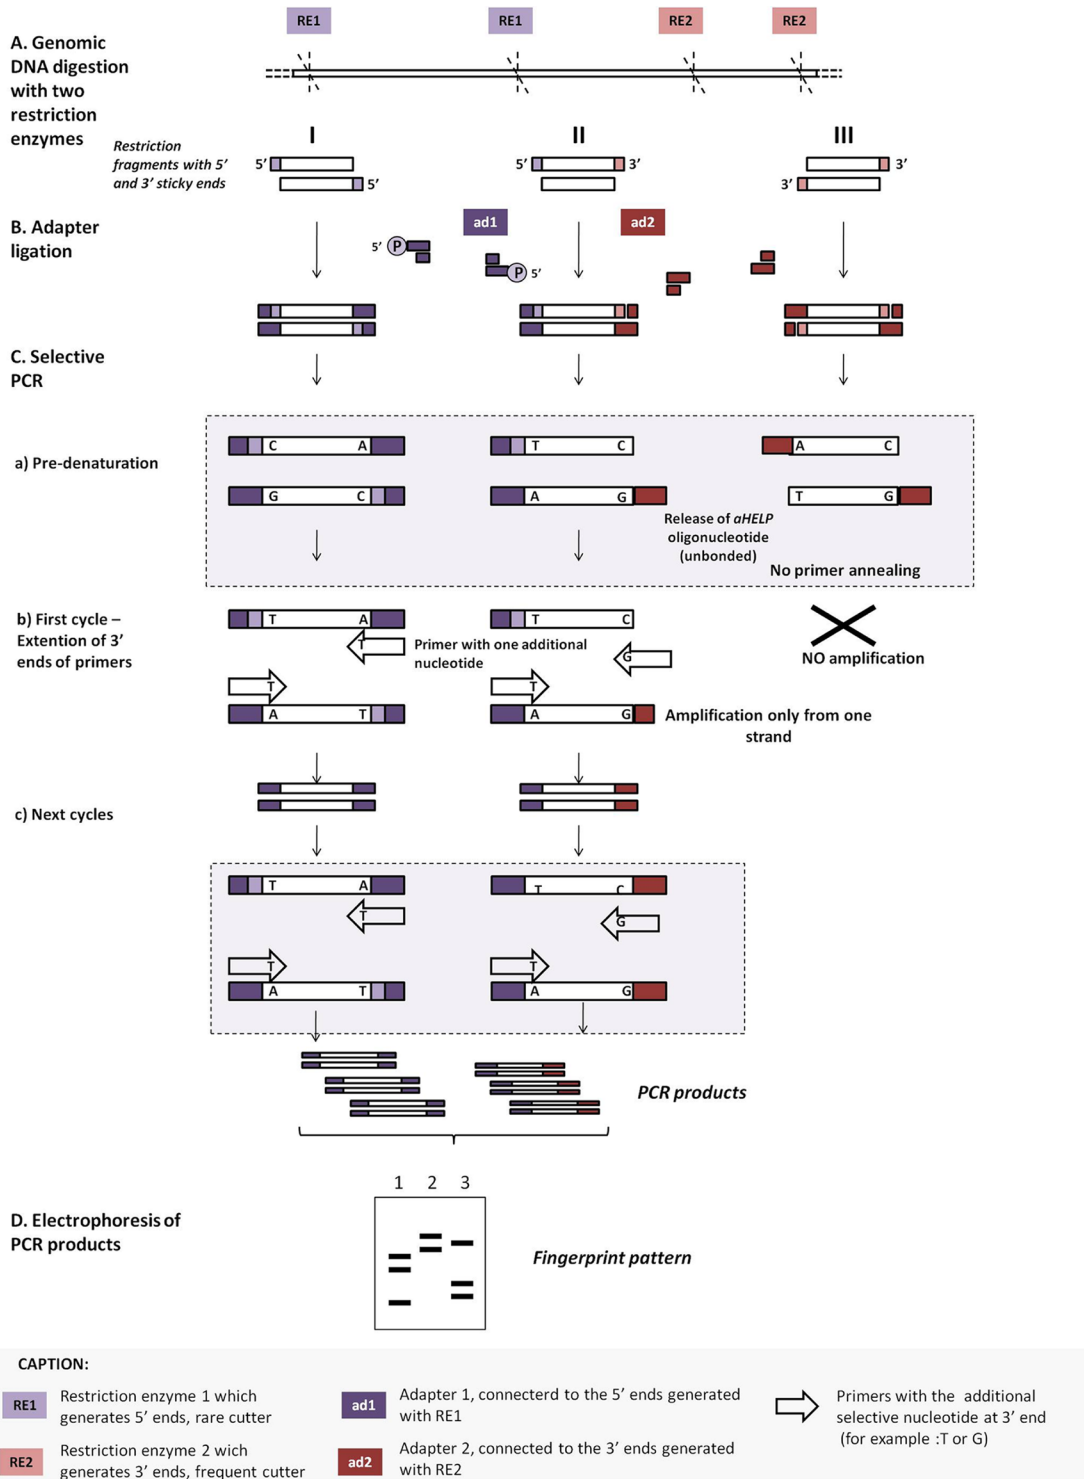 RE1 RE1 RE2 RE2
A. Genomic
DNA digestion
with two
restriction
enzymes
I II III
Restriction
fragments with 5’
and 3’ sticky ends
5’ 5’ 5’ 3’ 3’ 3’
B. Adapter
ligation
ad1 ad2
5’ P
P 5’
C. Selective
PCR
a) Pre-denaturation
C A T C A C
G C A G T G
Release of aHELP
oligonucleotide
(unbonded)
No primer annealing
b) First cycle –
Extention of 3’
ends of primers
T A T C
T G
Primer with one additional
nucleotide
NO amplification
T T
A T A G
Amplification only from one
strand
c) Next cycles
T A T C
T G
T T
A T A G
PCR products
1 2 3
D. Electrophoresis of
PCR products
Fingerprint pattern
CAPTION:
RE1 Restriction enzyme 1 which
generates 5’ ends, rare cutter
RE2 Restriction enzyme 2 wich
generates 3’ ends, frequent cutter
ad1 Adapter 1, connecterd to the 5’ ends generated
with RE1
ad2 Adapter 2, connected to the 3’ ends generated
with RE2
Primers with the additional
selective nucleotide at 3’ end
(for example :T or G)